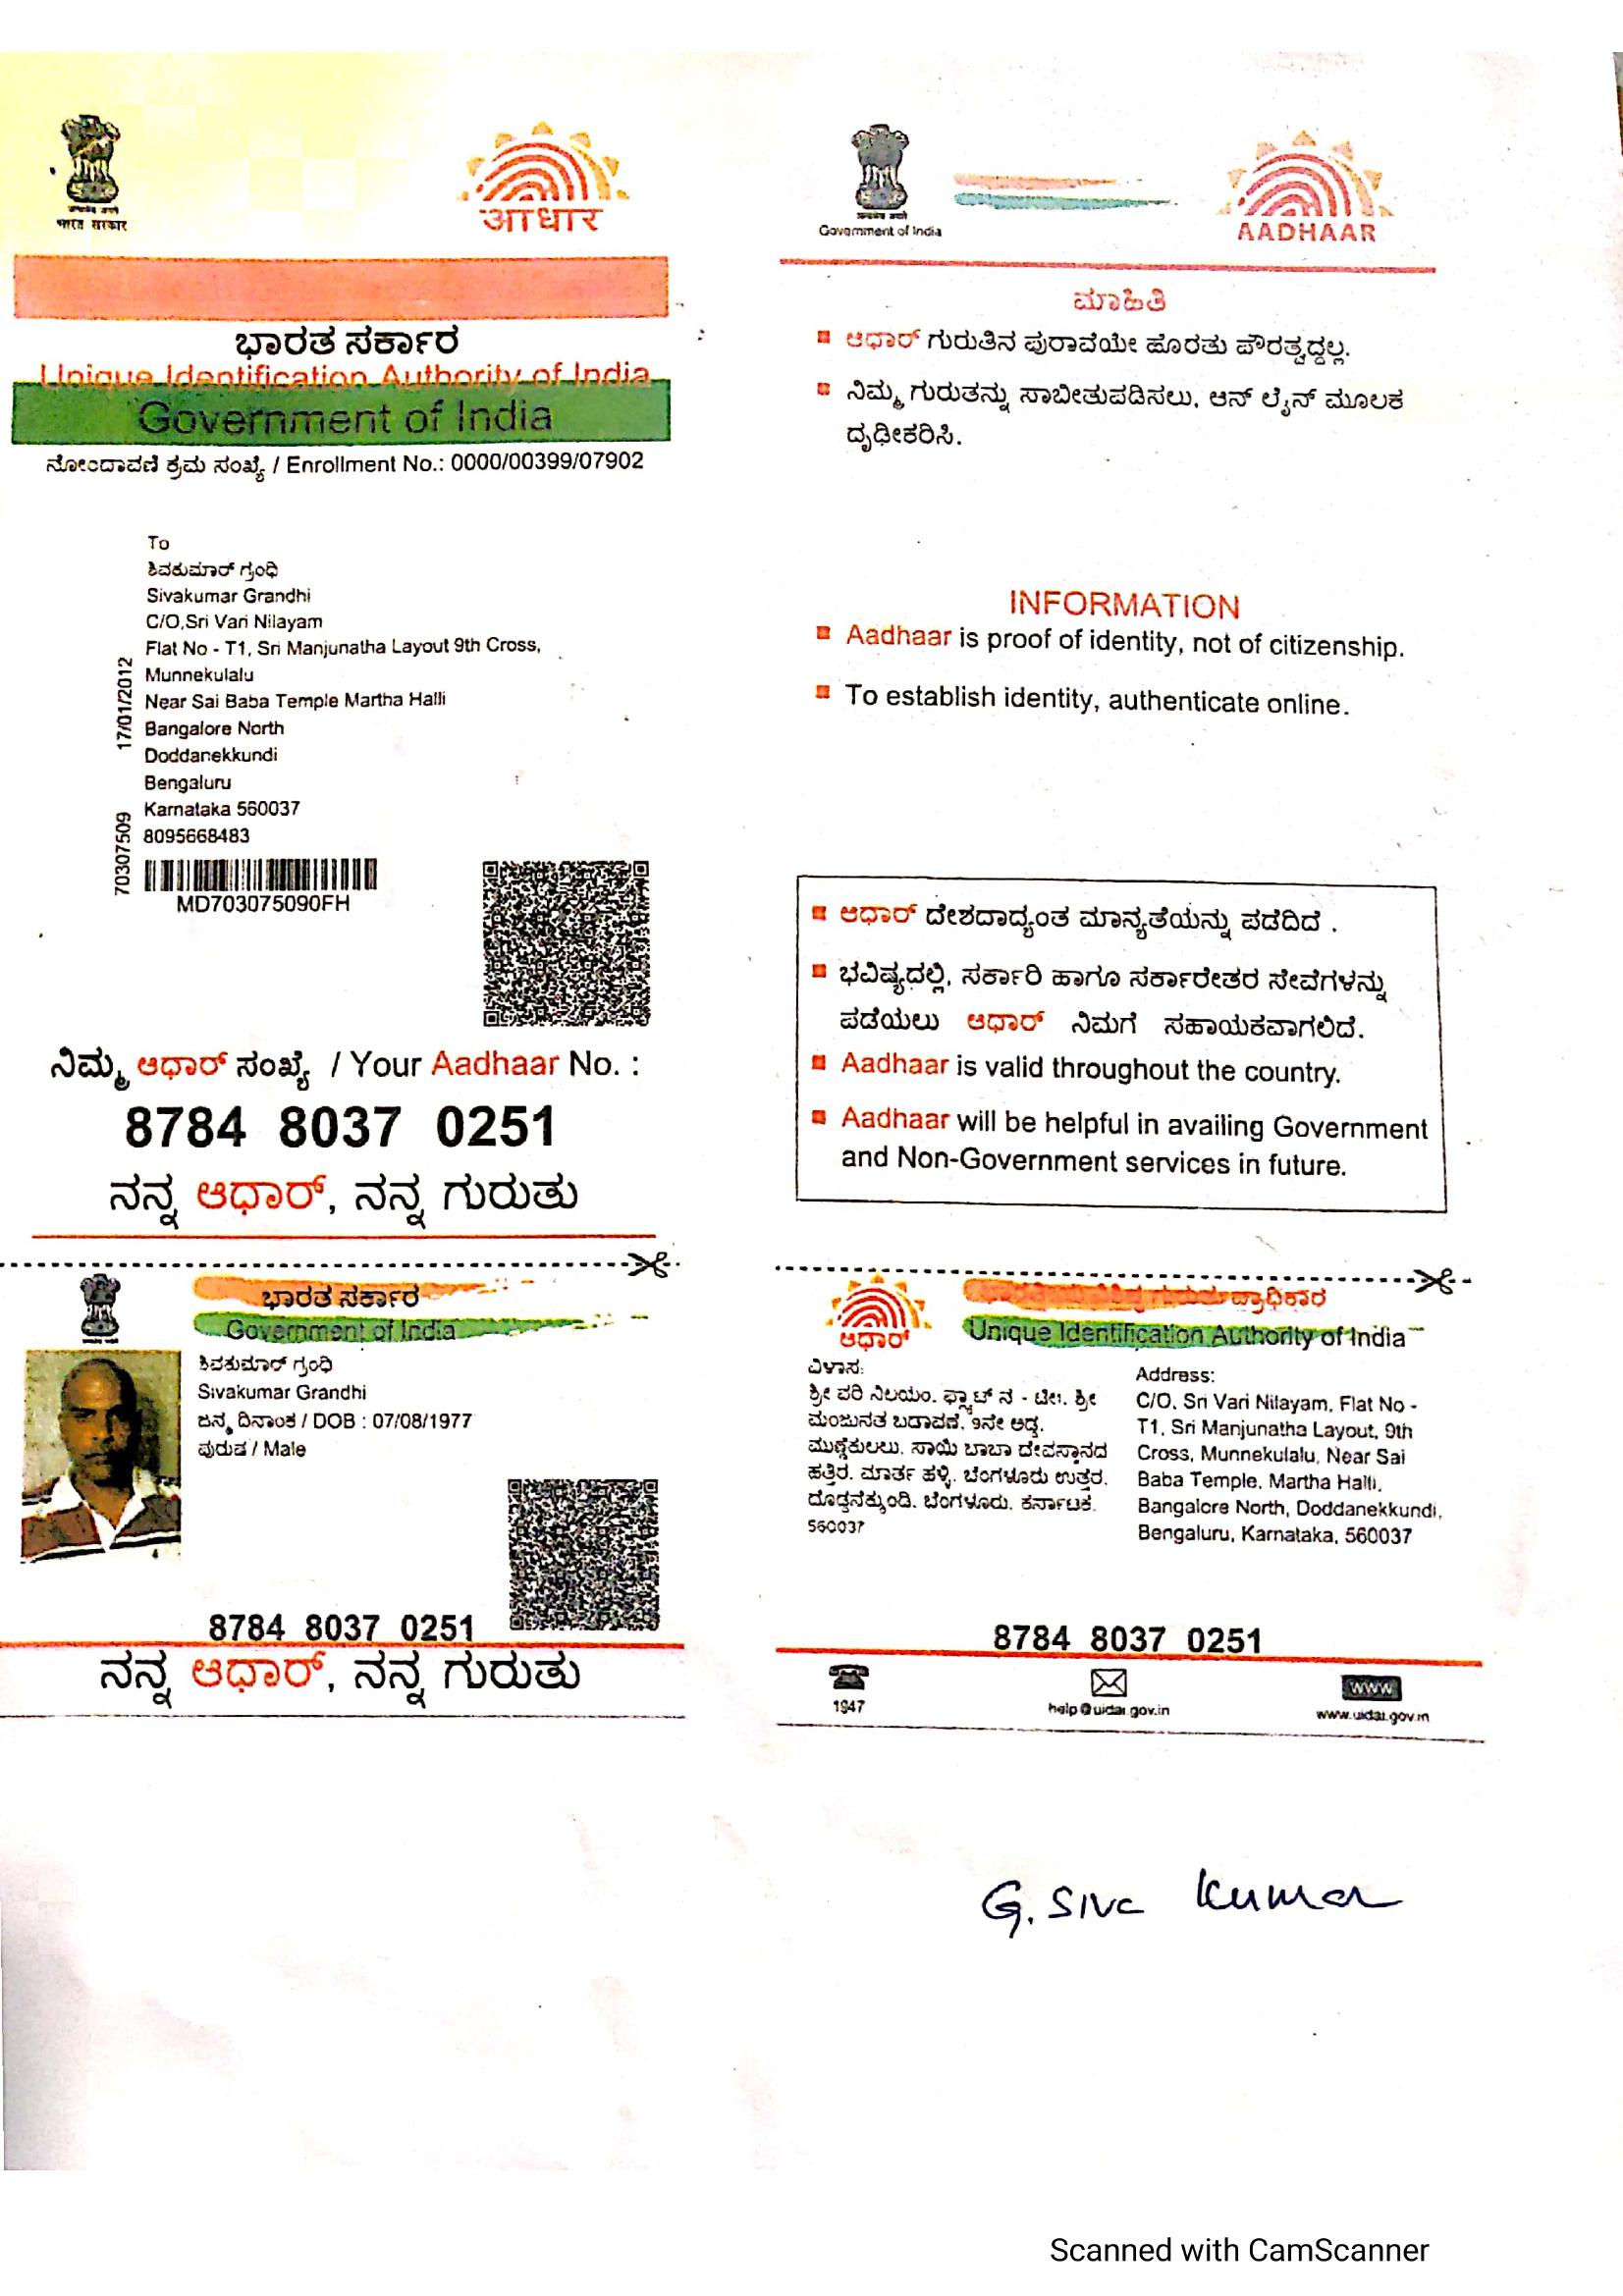 भारत सरकार
आधार
ಭಾರತ ಸರ್ಕಾರ
Unique Identification Authority of India
Government of India
ನೋಂದಾವಣಿ ಕ್ರಮ ಸಂಖ್ಯೆ / Enrollment No.: 0000/00399/07902
To
ಶಿವಕುಮಾರ್ ಗ್ರಂಧಿ
Sivakumar Grandhi
C/O,Sri Vari Nilayam
Flat No - T1, Sri Manjunatha Layout 9th Cross,
Munnekulalu
Near Sai Baba Temple Martha Halli
Bangalore North
Doddanekkundi
Bengaluru
Karnataka 560037
8095668483
17/01/2012
70307509
MD703075090FH
ನಿಮ್ಮ ಆಧಾರ್ ಸಂಖ್ಯೆ / Your Aadhaar No. :
8784 8037 0251
ನನ್ನ ಆಧಾರ್, ನನ್ನ ಗುರುತು
ಭಾರತ ಸರ್ಕಾರ
Government of India
ಶಿವಕುಮಾರ್ ಗ್ರಂಧಿ
Sivakumar Grandhi
ಜನ್ಮ ದಿನಾಂಕ / DOB : 07/08/1977
ಪುರುಷ / Male
8784 8037 0251
ನನ್ನ ಆಧಾರ್, ನನ್ನ ಗುರುತು
Government of India
AADHAAR
ಮಾಹಿತಿ
ಆಧಾರ್ ಗುರುತಿನ ಪುರಾವೆಯೇ ಹೊರತು ಪೌರತ್ವದ್ದಲ್ಲ.
ನಿಮ್ಮ ಗುರುತನ್ನು ಸಾಬೀತುಪಡಿಸಲು, ಆನ್ ಲೈನ್ ಮೂಲಕ
ದೃಢೀಕರಿಸಿ.
INFORMATION
Aadhaar is proof of identity, not of citizenship.
To establish identity, authenticate online.
ಆಧಾರ್ ದೇಶದಾದ್ಯಂತ ಮಾನ್ಯತೆಯನ್ನು ಪಡೆದಿದೆ .
ಭವಿಷ್ಯದಲ್ಲಿ, ಸರ್ಕಾರಿ ಹಾಗೂ ಸರ್ಕಾರೇತರ ಸೇವೆಗಳನ್ನು
ಪಡೆಯಲು ಆಧಾರ್ ನಿಮಗೆ ಸಹಾಯಕವಾಗಲಿದೆ.
Aadhaar is valid throughout the country.
Aadhaar will be helpful in availing Government
and Non-Government services in future.
ಪ್ರಾಧಿಕಾರ
ಆಧಾರ್
Unique Identification Authority of India
ವಿಳಾಸ:
ಶ್ರೀ ವರಿ ನಿಲಯಂ, ಫ್ಲ್ಯಾಟ್ ನ - ಟೀ೧, ಶ್ರೀ
ಮಂಜುನತ ಬಡಾವಣೆ, 9ನೇ ಅಡ್ಡ,
ಮುಣ್ಣೆಕುಲಲು, ಸಾಯಿ ಬಾಬಾ ದೇವಸ್ತಾನದ
ಹತ್ತಿರ, ಮಾರ್ತ ಹಳ್ಳಿ, ಬೆಂಗಳೂರು ಉತ್ತರ,
ದೊಡ್ಡನೆಕ್ಕುಂದಿ, ಬೆಂಗಳೂರು, ಕರ್ನಾಟಕ,
560037
Address:
C/O, Sri Vari Nilayam, Flat No -
T1, Sri Manjunatha Layout, 9th
Cross, Munnekulalu, Near Sai
Baba Temple, Martha Halli,
Bangalore North, Doddanekkundi,
Bengaluru, Karnataka, 560037
8784 8037 0251
1947
help@uidai.gov.in
www
www.uidai.gov.in
G. Siva Kumar
Scanned with CamScanner